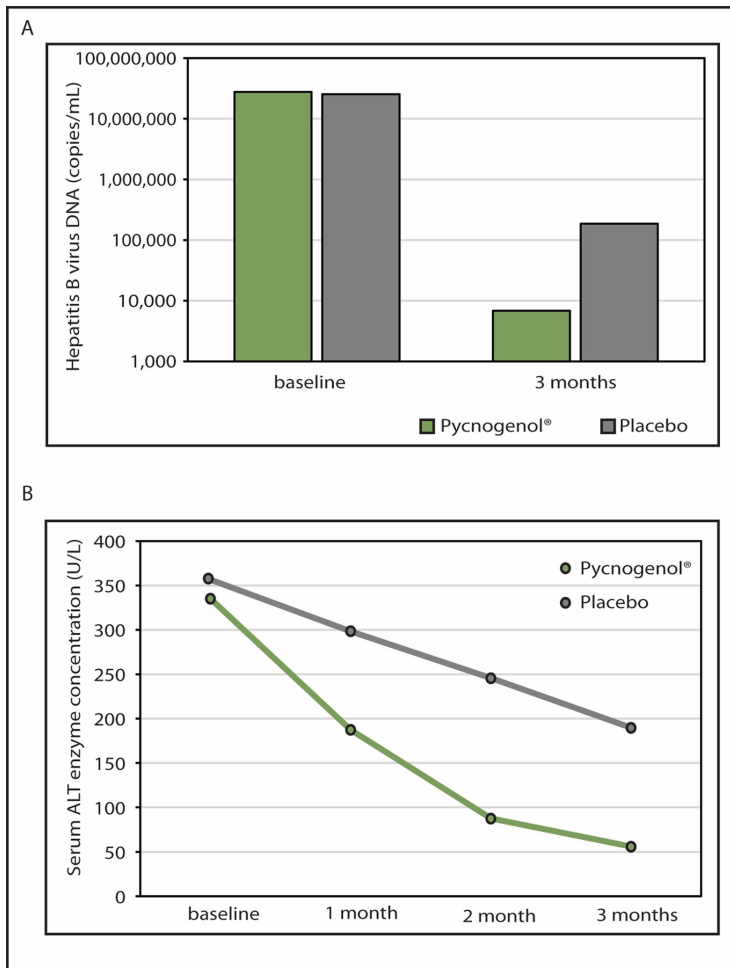 A
Hepatitis B virus DNA (copies/mL)
100,000,000
10,000,000
1,000,000
100,000
10,000
1,000
baseline
3 months
Pycnogenol®
Placebo
B
Serum ALT enzyme concentration (U/L)
400
350
300
250
200
150
100
50
0
Pycnogenol®
Placebo
baseline
1 month
2 month
3 months